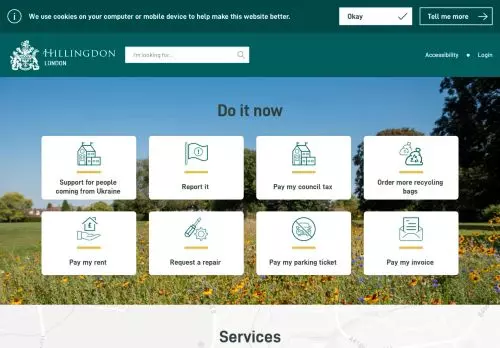 We use cookies on your computer or mobile device to help make this website better.
Okay
Tell me more
HILLINGDON
LONDON
I'm looking for...
Accessibility
Login
Do it now
Support for people
coming from Ukraine
Report it
Pay my council tax
Order more recycling
bags
Pay my rent
Request a repair
Pay my parking ticket
Pay my invoice
Services